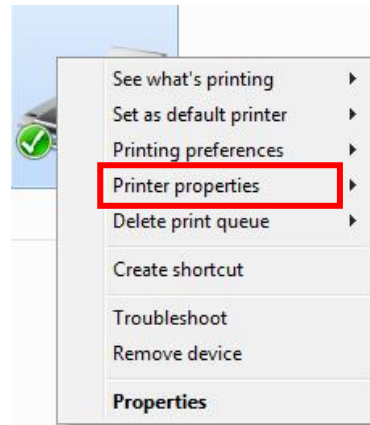 See what's printing
Set as default printer
Printing preferences
Printer properties
Delete print queue
Create shortcut
Troubleshoot
Remove device
Properties